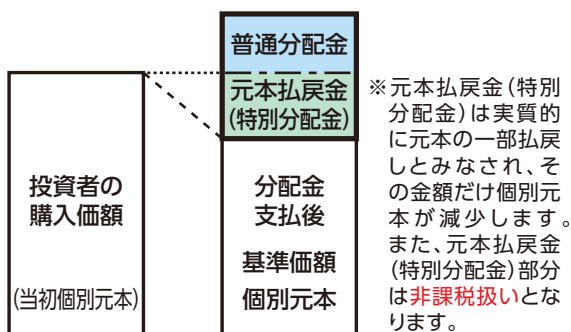 普通分配金
元本払戻金
(特別分配金)
投資者の
購入価額
(当初個別元本)
分配金
支払後
基準価額
個別元本
※元本払戻金(特別
分配金)は実質的
に元本の一部払戻
しとみなされ、そ
の金額だけ個別元
本が減少します。
また、元本払戻金
(特別分配金)部分
は非課税扱いとな
ります。